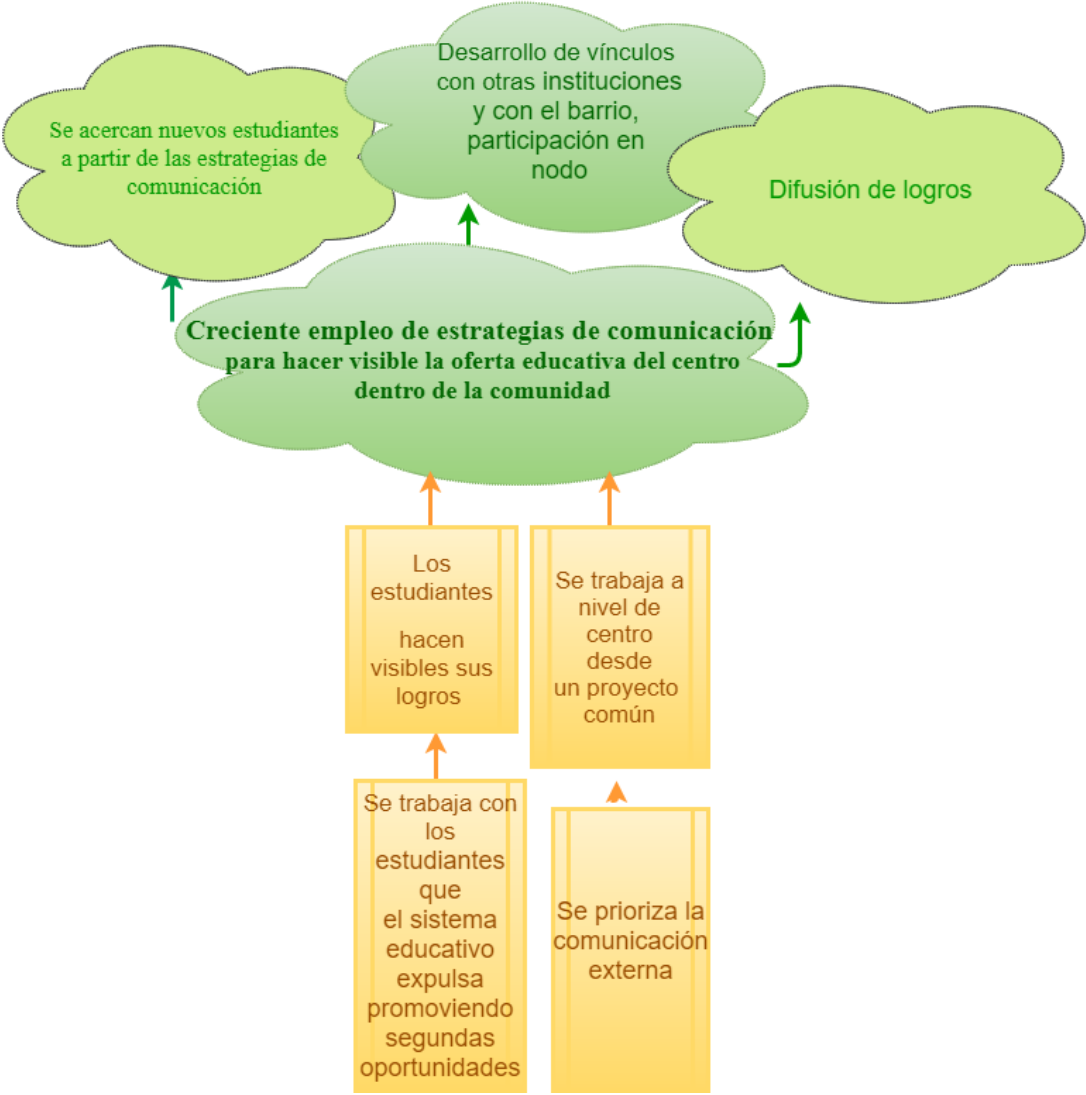 Desarrollo de vínculos
con otras instituciones
y con el barrio,
participación en
nodo
Se acercan nuevos estudiantes
a partir de las estrategias de
comunicación
Difusión de logros
Creciente empleo de estrategias de comunicación
para hacer visible la oferta educativa del centro
dentro de la comunidad
Los
estudiantes
hacen
visibles sus
logros
Se trabaja a
nivel de
centro
desde
un proyecto
común
Se trabaja con
los
estudiantes
que
el sistema
educativo
expulsa
promoviendo
segundas
oportunidades
Se prioriza la
comunicación
externa